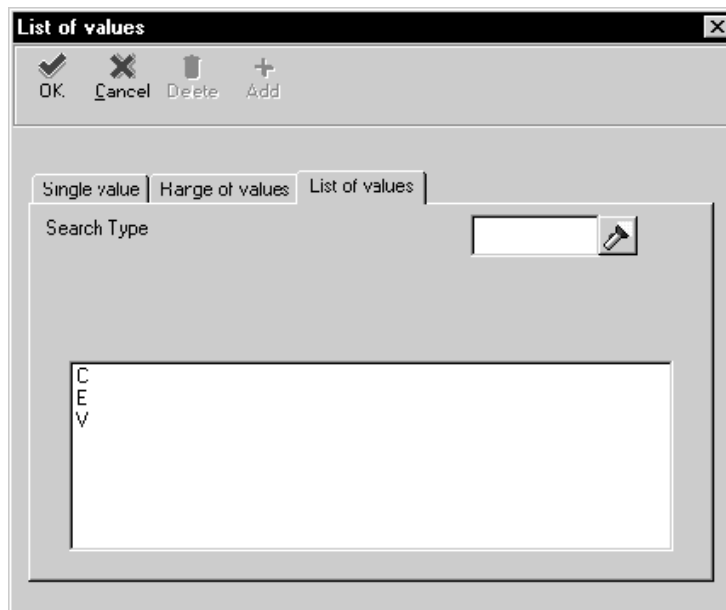 List of values
OK Cancel Delete Add
Single value Range of values List of values
Search Type
C
E
V